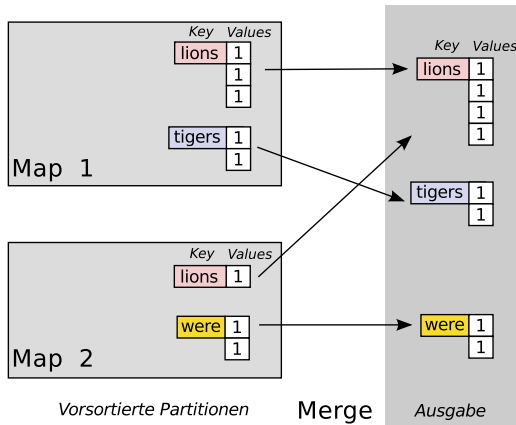 Key Values
lions 1
1
1
tigers 1
1
Map 1
Key Values
lions 1
were 1
1
Map 2
Key Values
lions 1
1
1
1
tigers 1
1
were 1
1
Vorsortierte Partitionen Merge Ausgabe